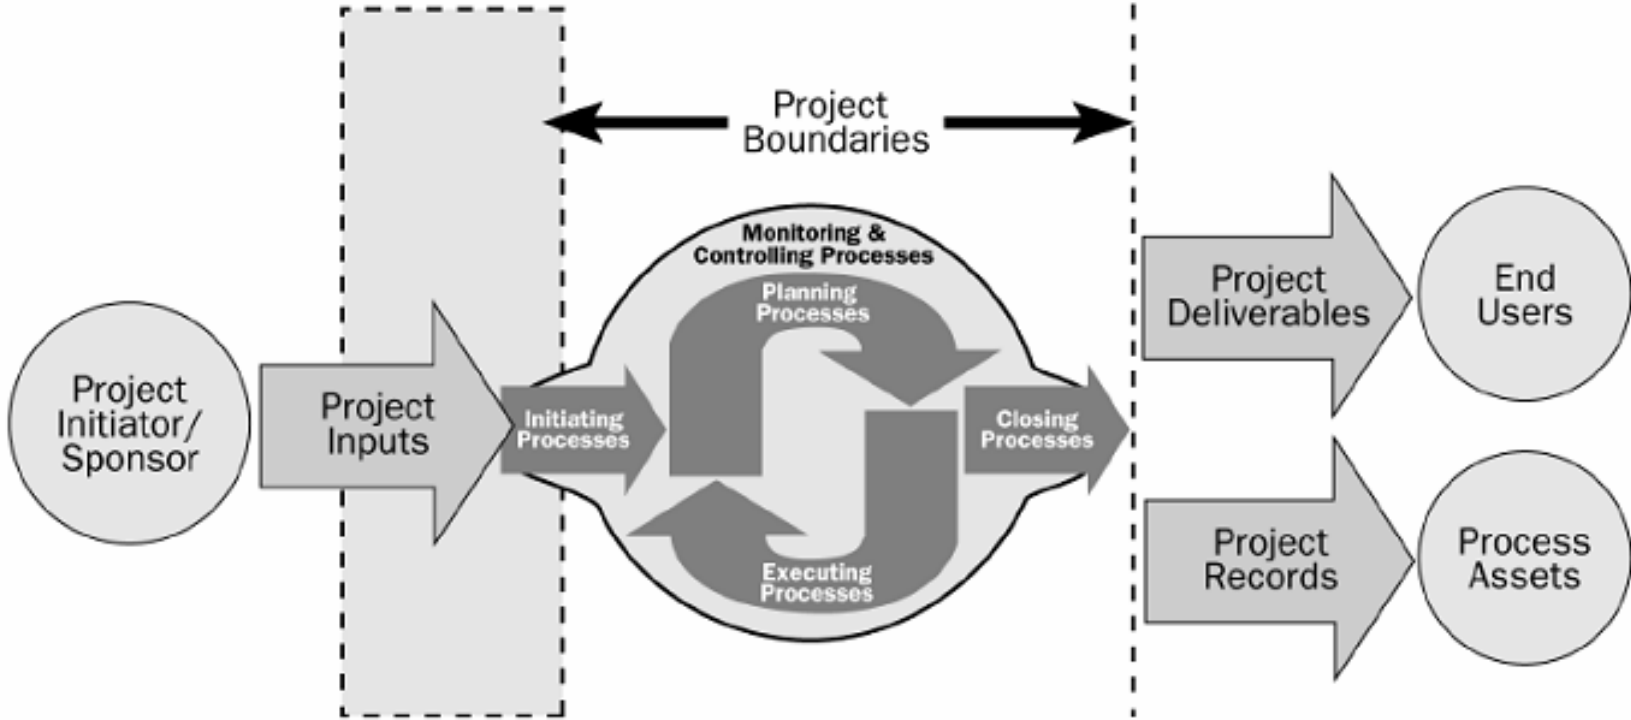 Project
Boundaries
Monitoring &
Controlling Processes
Planning
Processes
Project
Initiator/
Sponsor
Project
Inputs
Initiating
Processes
Closing
Processes
Executing
Processes
Project
Deliverables
End
Users
Project
Records
Process
Assets